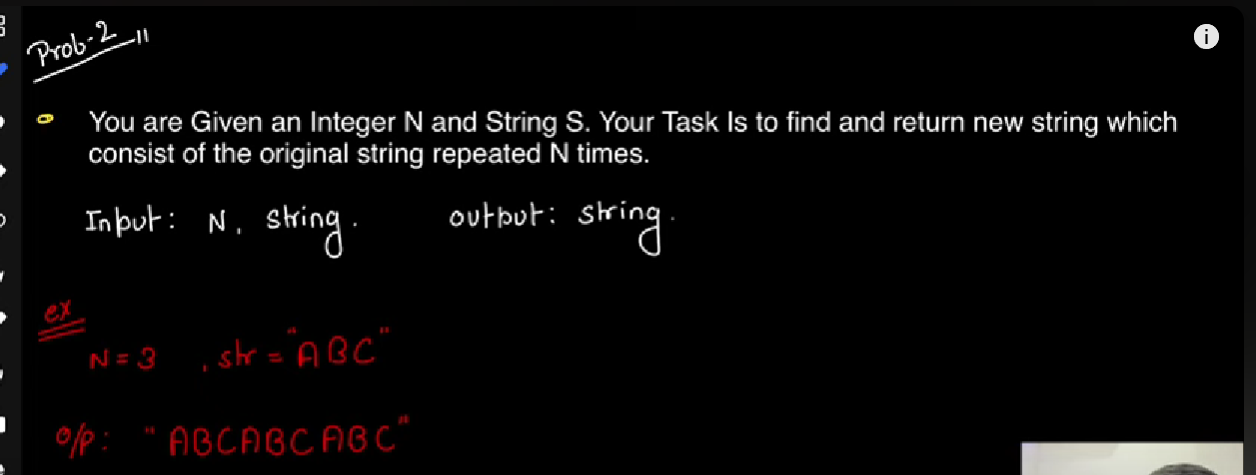 Prob-2
You are Given an Integer N and String S. Your Task Is to find and return new string which
consist of the original string repeated N times.
Input: N, string. output: string.
ex
N=3 , str = "ABC"
o/p: "ABCABCABC"